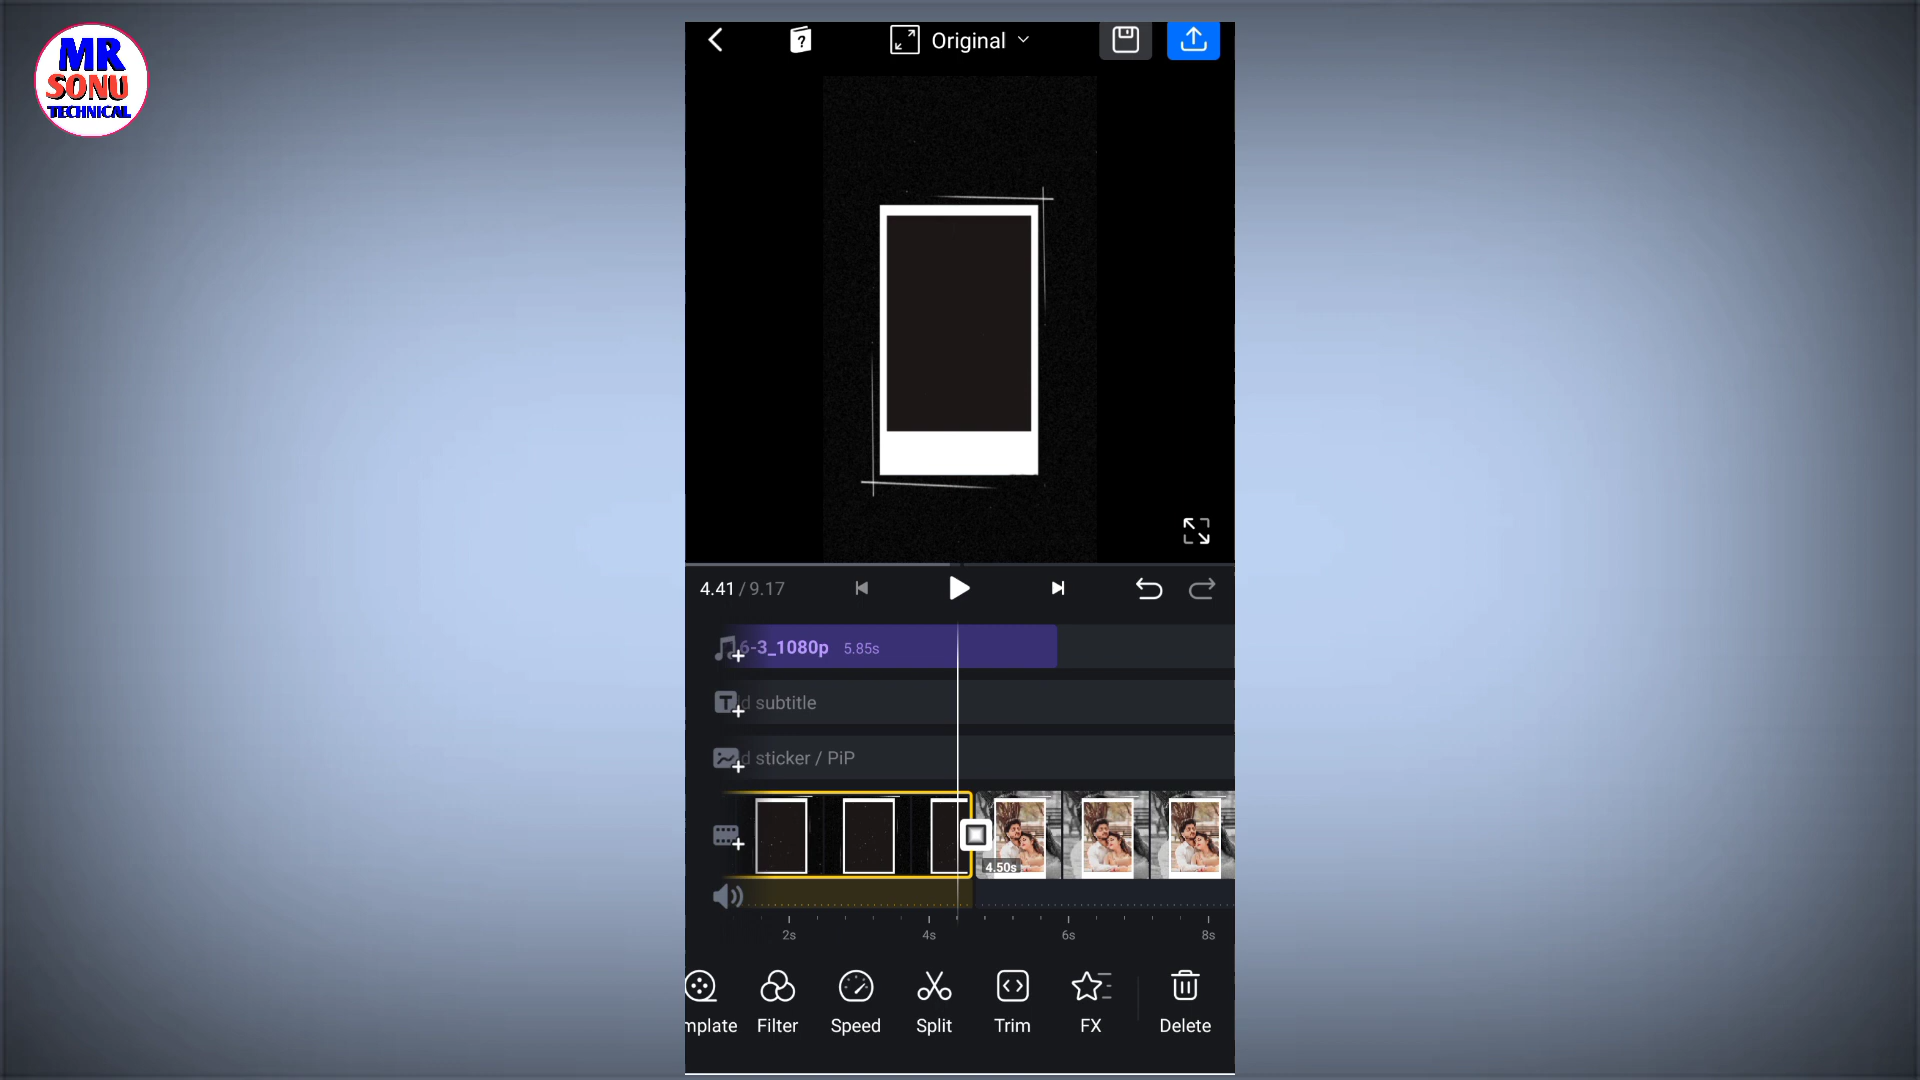 MR
SONU
TECHNICAL
?
Original
4.41 / 9.17
6-3_1080p 5.85s
d subtitle
d sticker / PiP
4.50s
2s 4s 6s 8s
mplate Filter Speed Split Trim FX Delete